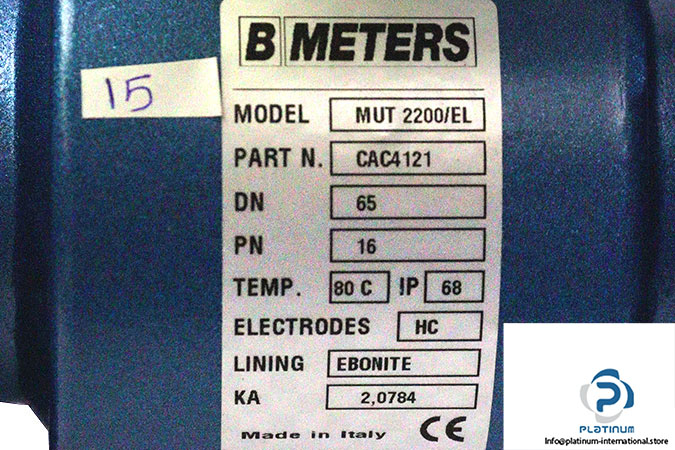 B METERS
15
MODEL MUT 2200/EL
PART N. CAC4121
DN 65
PN 16
TEMP. 80 C IP 68
ELECTRODES HC
LINING EBONITE
KA 2,0784
Made in Italy CE
PLATINUM
Info@platinum-international.store